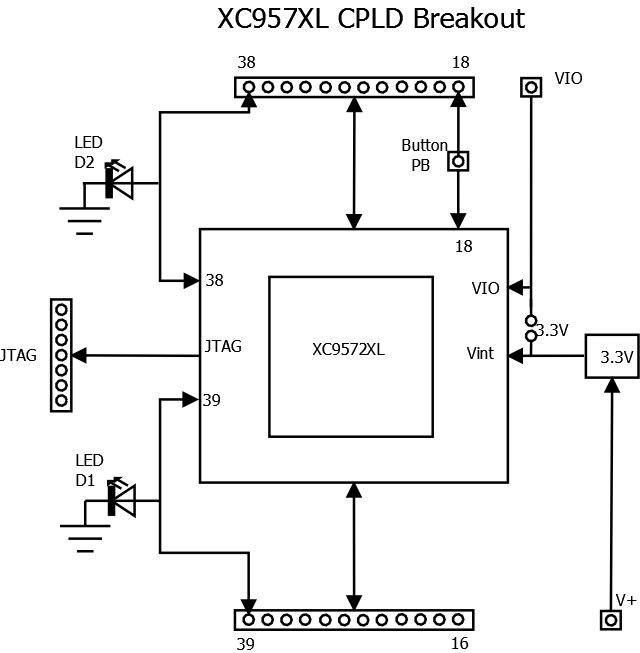 XC957XL CPLD Breakout
38
18
VIO
LED
D2
Button
PB
18
38
VIO
JTAG
JTAG
XC9572XL
Vint
3.3V
3.3V
39
LED
D1
V+
39
16